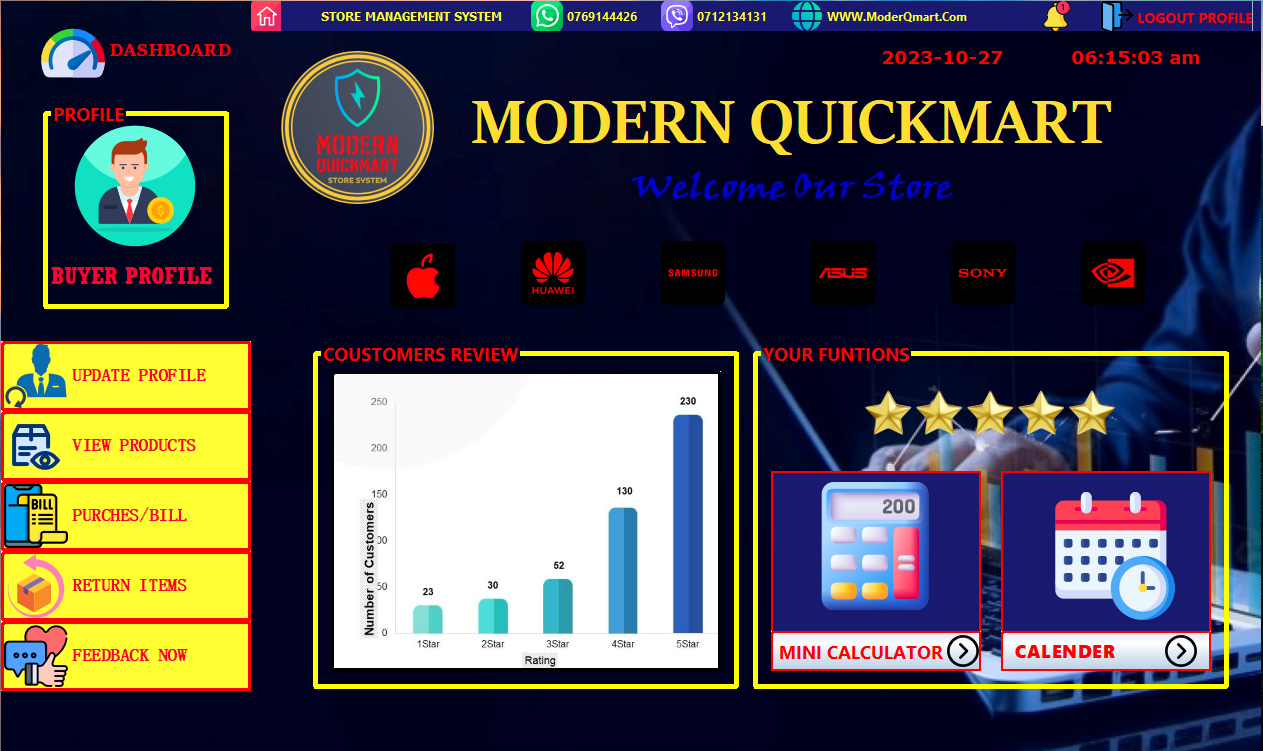 STORE MANAGEMENT SYSTEM
0769144426
0712134131
WWW.ModerQmart.Com
1
LOGOUT PROFILE
DASHBOARD
2023-10-27
06:15:03 am
PROFILE
BUYER PROFILE
MODERN
QUICKMART
STORE SYSTEM
MODERN QUICKMART
Welcome Our Store
HUAWEI
SAMSUNG
ASUS
SONY
UPDATE PROFILE
VIEW PRODUCTS
BILL
PURCHES/BILL
RETURN ITEMS
FEEDBACK NOW
COUSTOMERS REVIEW
Number of Customers
250
200
150
50
0
23
30
52
130
230
1Star
2Star
3Star
4Star
5Star
Rating
YOUR FUNTIONS
200
MINI CALCULATOR
CALENDER